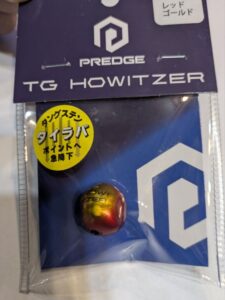 レッド
ゴールド
PREDGE
TG HOWITZER
タングステン
タイラバ
ポイントへ
急降下